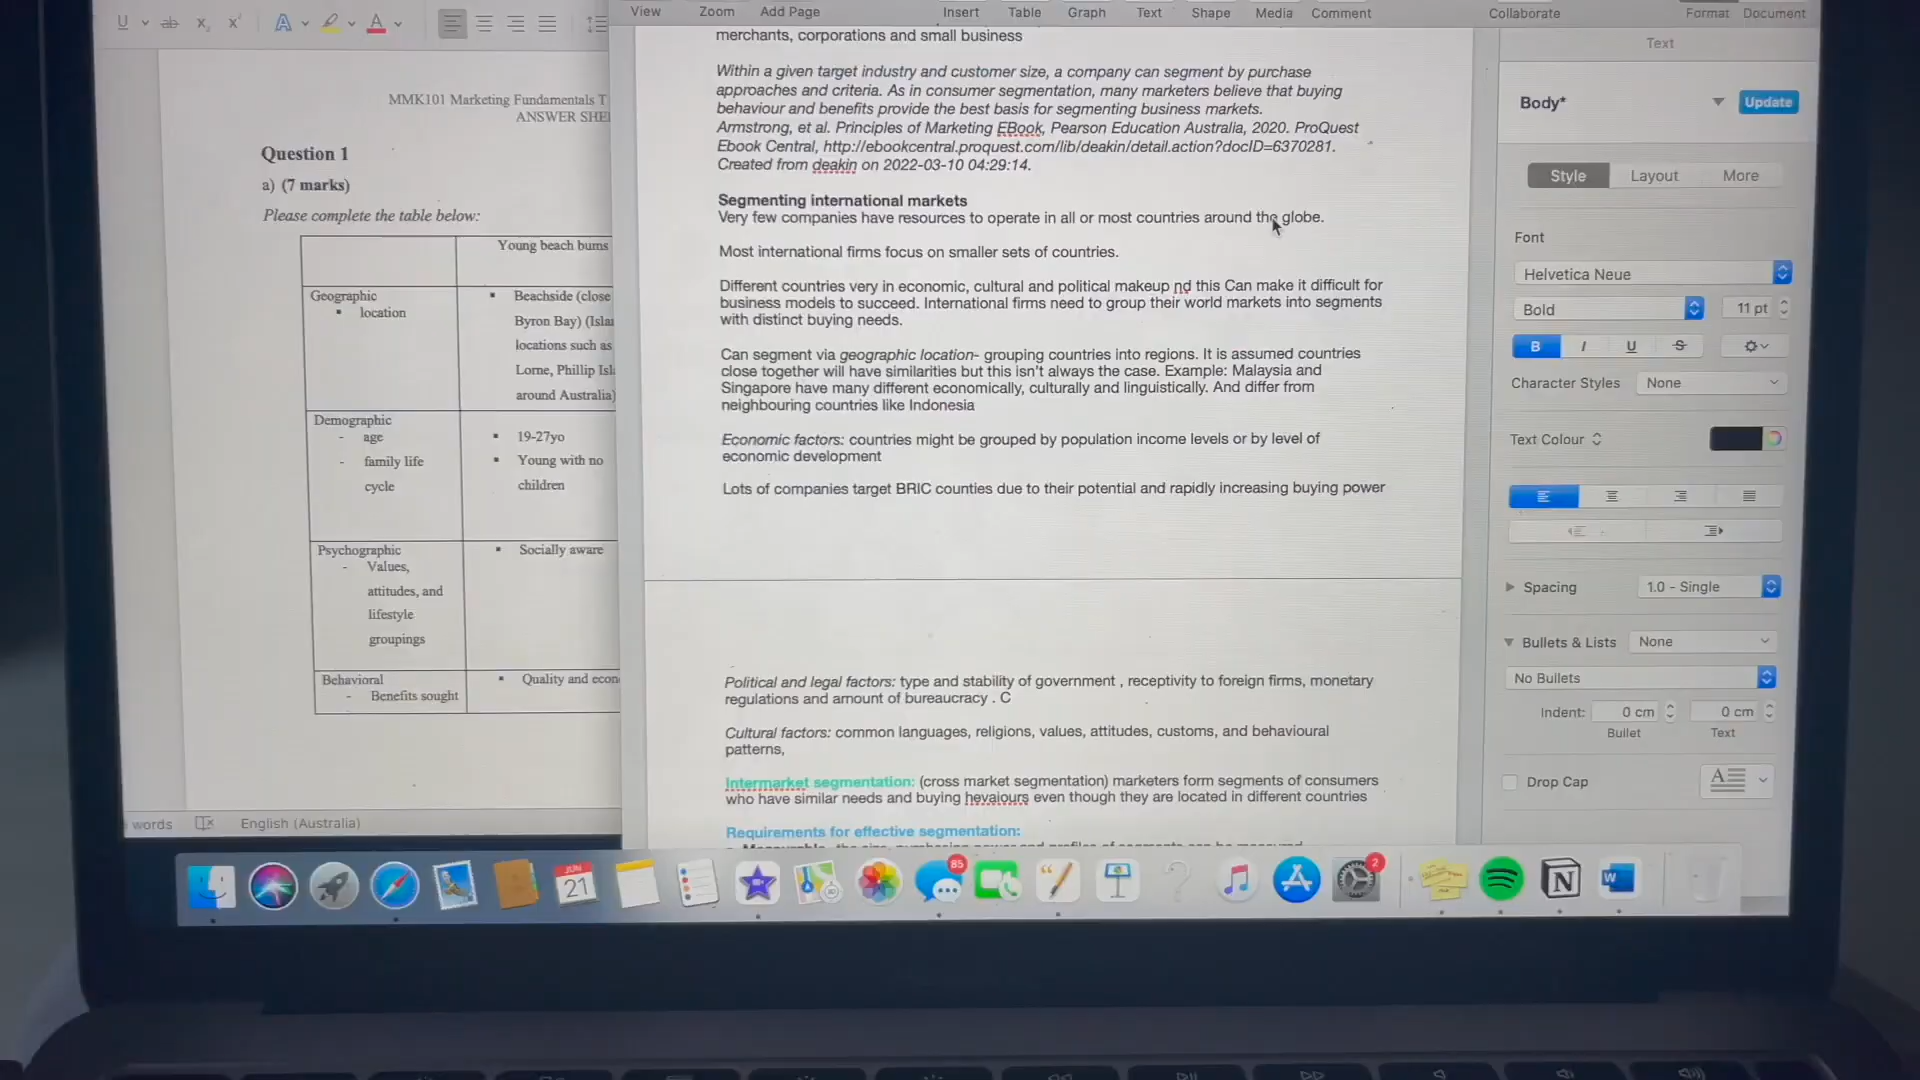 View Zoom Add Page Insert Table Graph Text Shape Media Comment Collaborate Format Document
MMK101 Marketing Fundamentals T
ANSWER SHE
Question 1
a) (7 marks)
Please complete the table below:
Young beach bums
Geographic
location
Beachside (close
Byron Bay)
locations such as
Lorne, Phillip
around Australia)
Demographic
- age
- family life
cycle
19-27yo
Young with no
children
Psychographic
- Values,
attitudes, and
lifestyle
groupings
Socially aware
Behavioral
- Benefits sought
Quality and econ
words
English (Australia)
merchants, corporations and small business
Within a given target industry and customer size, a company can segment by purchase
approaches and criteria. As in consumer segmentation, many marketers believe that buying
behaviour and benefits provide the best basis for segmenting business markets.
Armstrong, et al. Principles of Marketing EBook, Pearson Education Australia, 2020. ProQuest
Ebook Central, http://ebookcentral.proquest.com/lib/deakin/detail.action?docID=6370281.
Created from deakin on 2022-03-10 04:29:14.
Segmenting international markets
Very few companies have resources to operate in all or most countries around the globe.
Most international firms focus on smaller sets of countries.
Different countries very in economic, cultural and political makeup nd this Can make it difficult for
business models to succeed. International firms need to group their world markets into segments
with distinct buying needs.
Can segment via geographic location- grouping countries into regions. It is assumed countries
close together will have similarities but this isn't always the case. Example: Malaysia and
Singapore have many different economically, culturally and linguistically. And differ from
neighbouring countries like Indonesia
Economic factors: countries might be grouped by population income levels or by level of
economic development
Lots of companies target BRIC counties due to their potential and rapidly increasing buying power
Political and legal factors: type and stability of government , receptivity to foreign firms, monetary
regulations and amount of bureaucracy . C
Cultural factors: common languages, religions, values, attitudes, customs, and behavioural
patterns,
Intermarket segmentation: (cross market segmentation) marketers form segments of consumers
who have similar needs and buying hevaiours even though they are located in different countries
Requirements for effective segmentation:
Text
Body*
Update
Style Layout More
Font
Helvetica Neue
Bold 11 pt
B I U S
Character Styles None
Text Colour
Spacing 1.0 - Single
Bullets & Lists None
No Bullets
Indent: 0 cm 0 cm
Bullet Text
Drop Cap
JUN
21
85
2
N
W